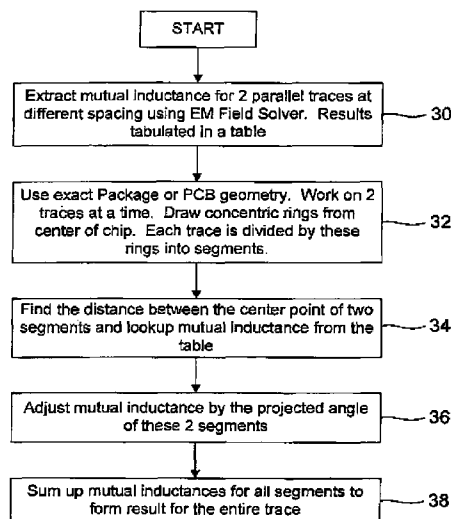 START
Extract mutual inductance for 2 parallel traces at
different spacing using EM Field Solver. Results
tabulated in a table
30
Use exact Package or PCB geometry. Work on 2
traces at a time. Draw concentric rings from
center of chip. Each trace is divided by these
rings into segments.
32
Find the distance between the center point of two
segments and lookup mutual inductance from the
table
34
Adjust mutual inductance by the projected angle
of these 2 segments
36
Sum up mutual inductances for all segments to
form result for the entire trace
38